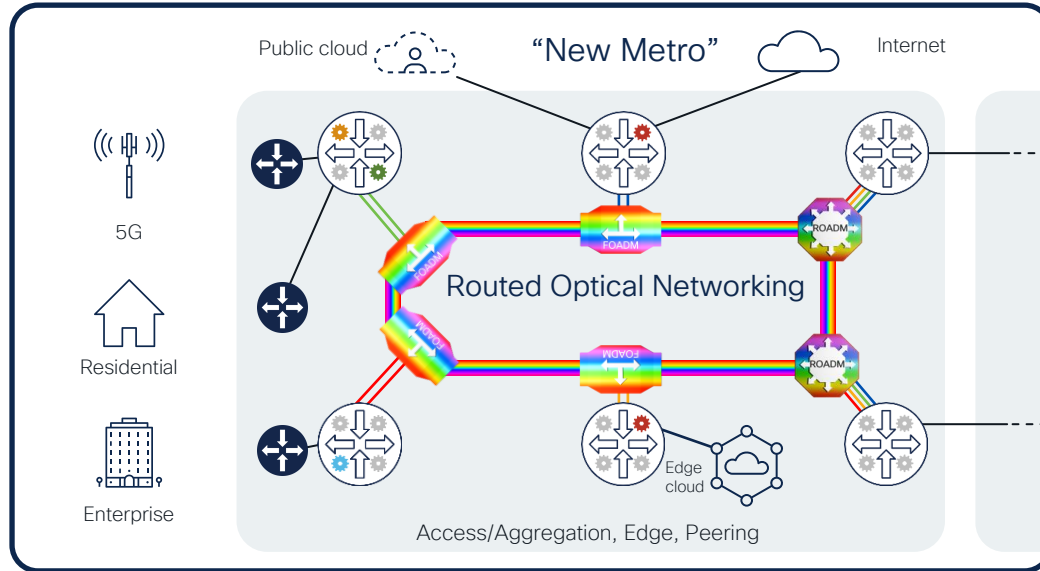 Public cloud
“New Metro”
Internet
5G
FOADM
FOADM
ROADM
Routed Optical Networking
Residential
FOADM
FOADM
ROADM
Edge
cloud
Enterprise
Access/Aggregation, Edge, Peering